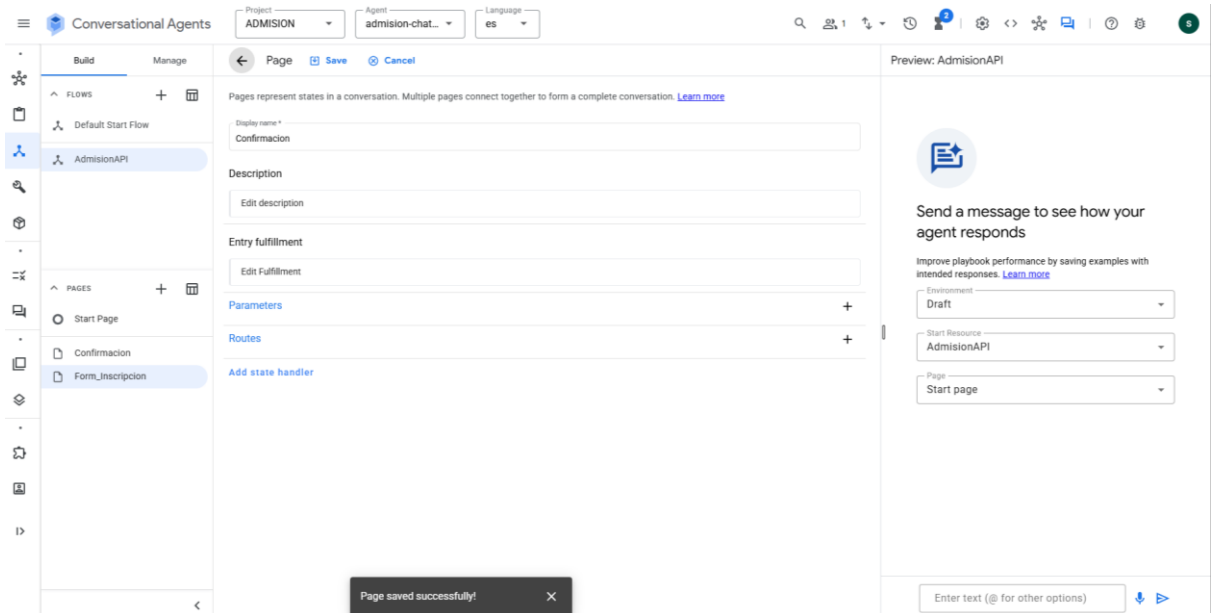 Conversational Agents
Project
ADMISION
Agent
admision-chat...
Language
es
1
2
S
Build
Manage
Page
Save
Cancel
Preview: AdmisionAPI
FLOWS
Default Start Flow
AdmisionAPI
PAGES
Start Page
Confirmacion
Form_Inscripcion
Pages represent states in a conversation. Multiple pages connect together to form a complete conversation. Learn more
Display name *
Confirmacion
Description
Edit description
Entry fulfillment
Edit Fulfillment
Parameters
Routes
Add state handler
Page saved successfully!
Send a message to see how your
agent responds
Improve playbook performance by saving examples with
intended responses. Learn more
Environment
Draft
Start Resource
AdmisionAPI
Page
Start page
Enter text (@ for other options)